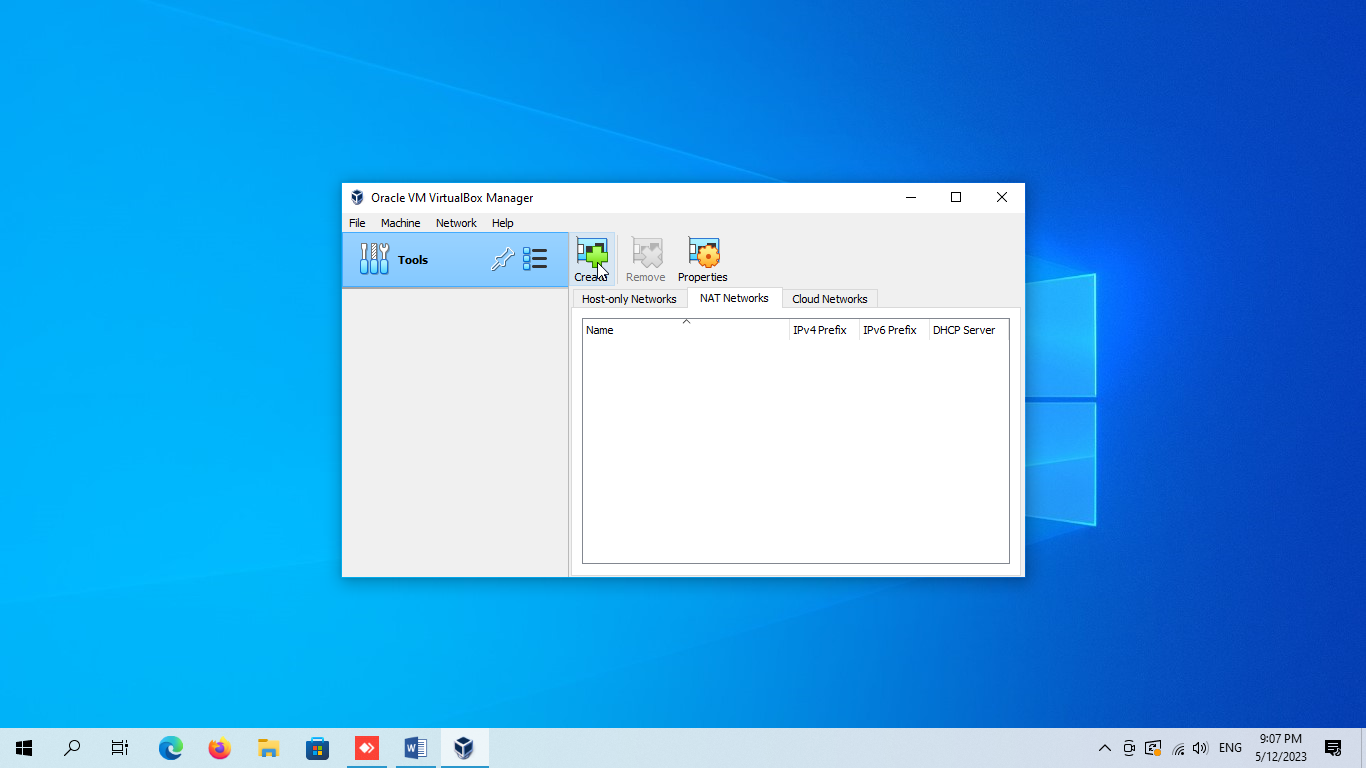 Oracle VM VirtualBox Manager
File Machine Network Help
Tools
Create Remove Properties
Host-only Networks NAT Networks Cloud Networks
Name IPv4 Prefix IPv6 Prefix DHCP Server
W
ENG
9:07 PM
5/12/2023